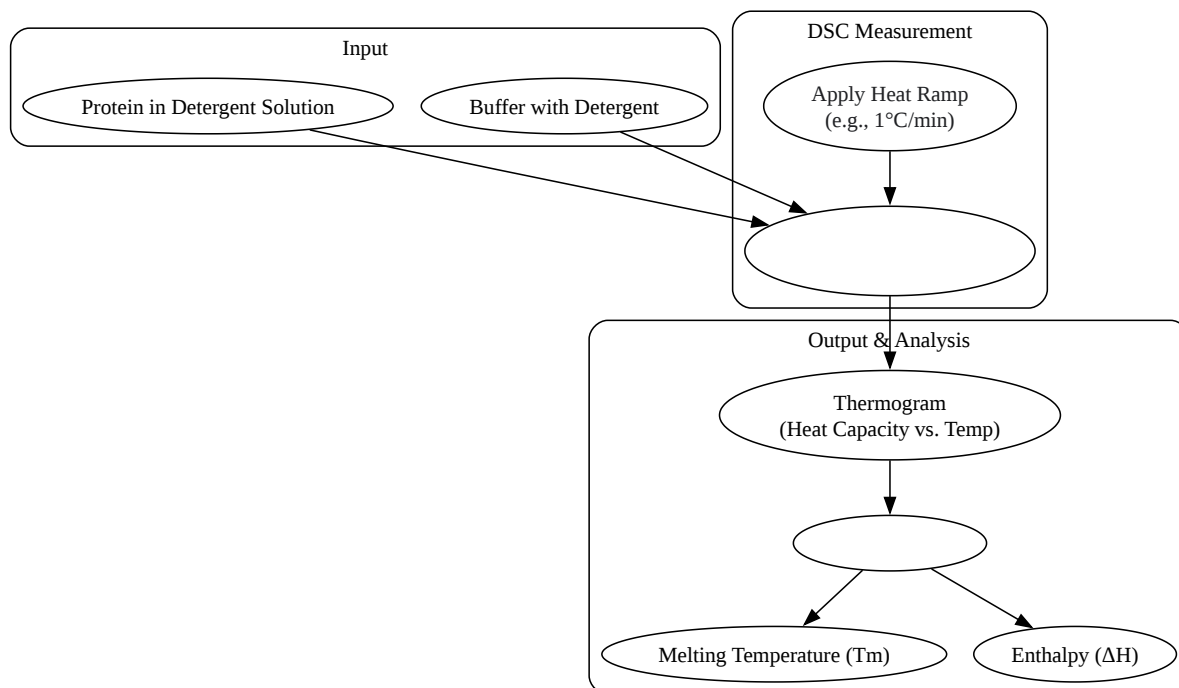 Input
Protein in Detergent Solution
Buffer with Detergent
DSC Measurement
Apply Heat Ramp
(e.g., 1°C/min)
Output & Analysis
Thermogram
(Heat Capacity vs. Temp)
Melting Temperature (Tm)
Enthalpy (ΔH)